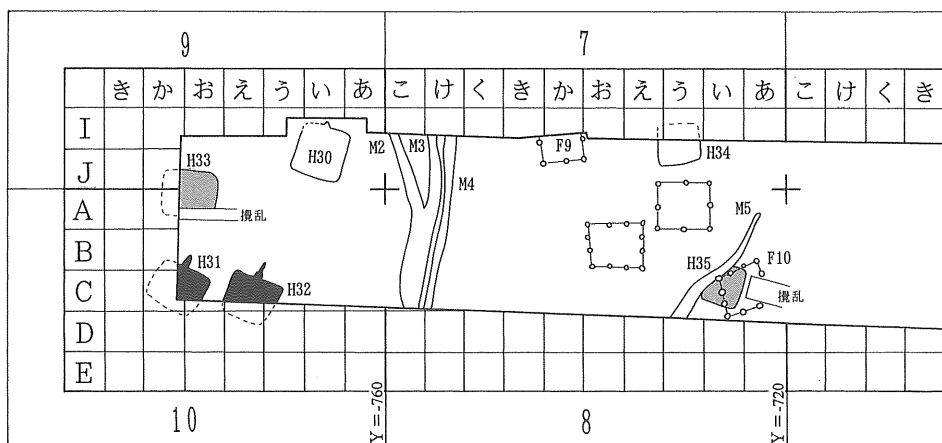 9 7
き か お え う い あ こ け く き か お え う い あ こ け く き
I
J
A
B
C
D
E
H33
H30
M2
M3
M4
F9
H34
攪乱
M5
H31
H32
H35
F10
攪乱
10 8
Y=-760
Y=-720